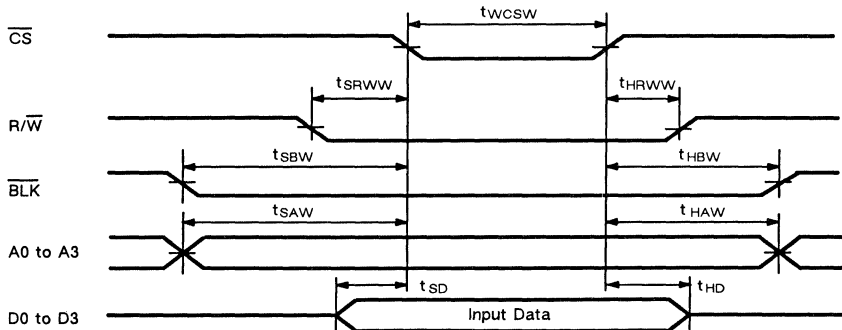 tWCSW
CS
tSRWW
tHRWW
R/W
tSBW
tHBW
BLK
tSAW
tHAW
A0 to A3
tSD
tHD
D0 to D3
Input Data